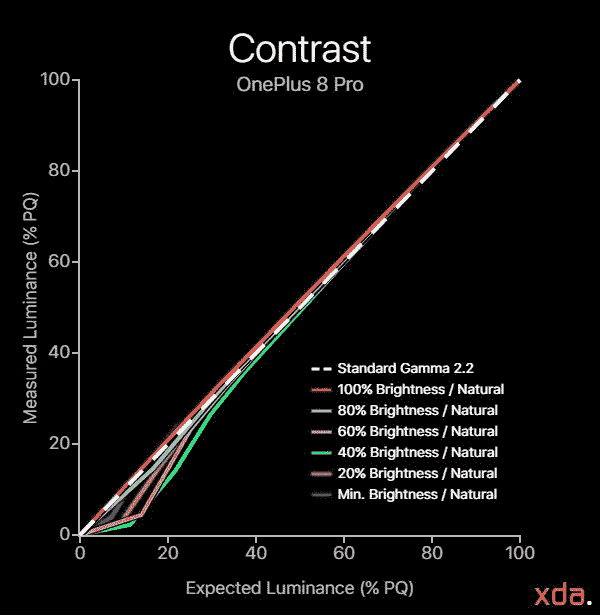 Contrast
OnePlus 8 Pro
100
80
60
40
20
0
Measured Luminance (% PQ)
Standard Gamma 2.2
100% Brightness / Natural
80% Brightness / Natural
60% Brightness / Natural
40% Brightness / Natural
20% Brightness / Natural
Min. Brightness / Natural
0 20 40 60 80 100
Expected Luminance (% PQ)
xda.